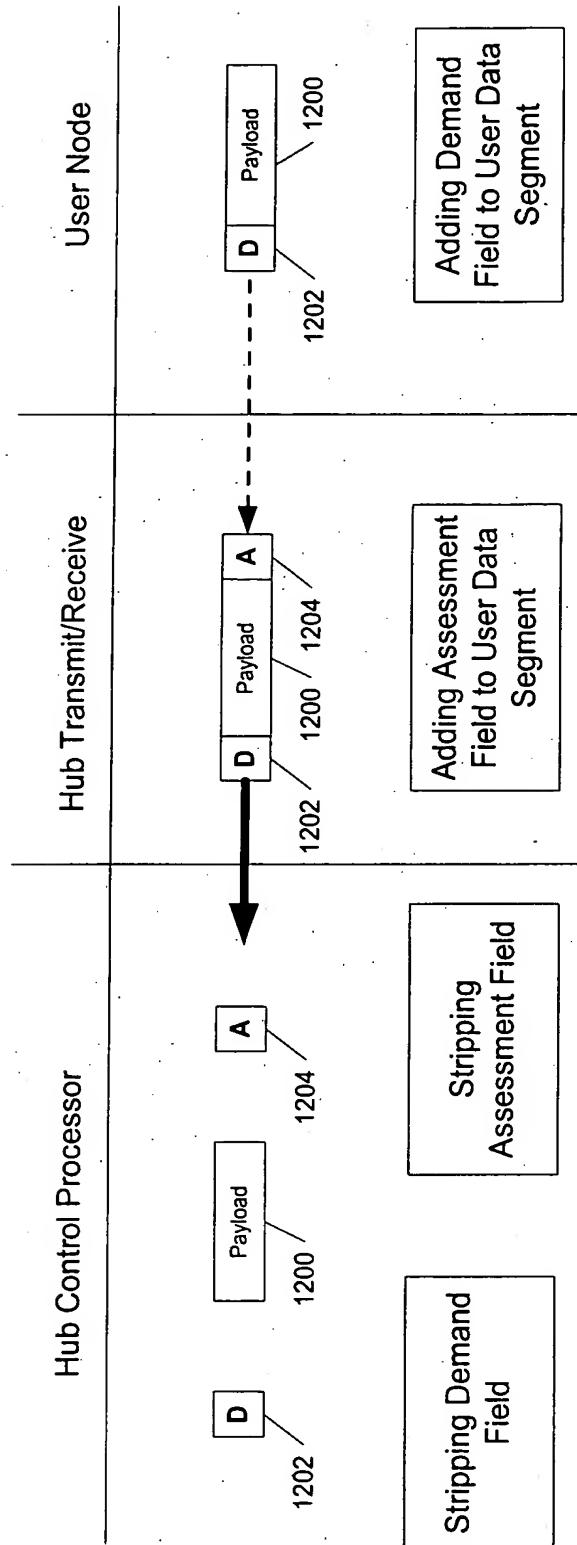 Hub Control Processor
D
1202
Payload
1200
A
1204
Stripping Demand
Field
Stripping
Assessment Field
Hub Transmit/Receive
D
1202
Payload
1200
A
1204
Adding Assessment
Field to User Data
Segment
User Node
D
1202
Payload
1200
Adding Demand
Field to User Data
Segment